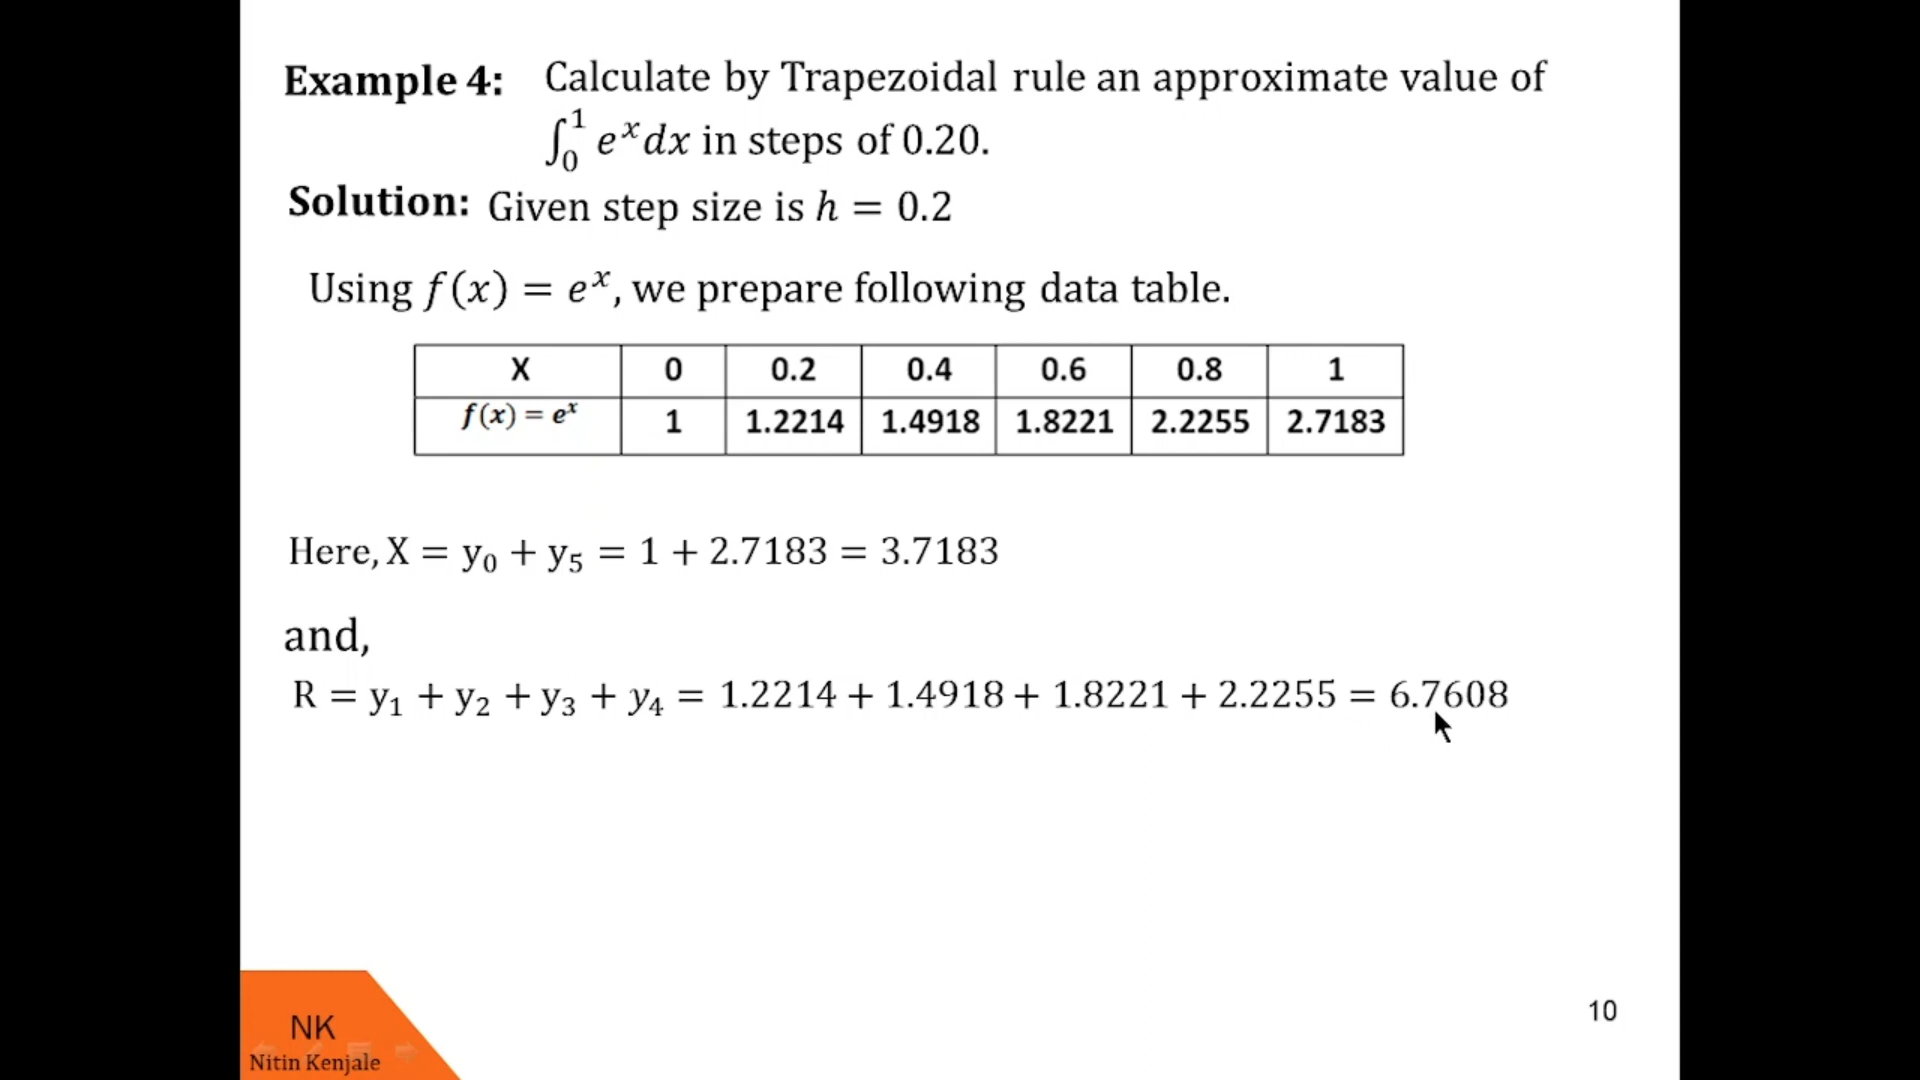 Example 4: Calculate by Trapezoidal rule an approximate value of
∫₀¹ eˣdx in steps of 0.20.
Solution: Given step size is h = 0.2
Using f(x) = eˣ, we prepare following data table.
X 0 0.2 0.4 0.6 0.8 1
f(x) = eˣ 1 1.2214 1.4918 1.8221 2.2255 2.7183
Here, X = y₀ + y₅ = 1 + 2.7183 = 3.7183
and,
R = y₁ + y₂ + y₃ + y₄ = 1.2214 + 1.4918 + 1.8221 + 2.2255 = 6.7608
NK
Nitin Kenjale
10